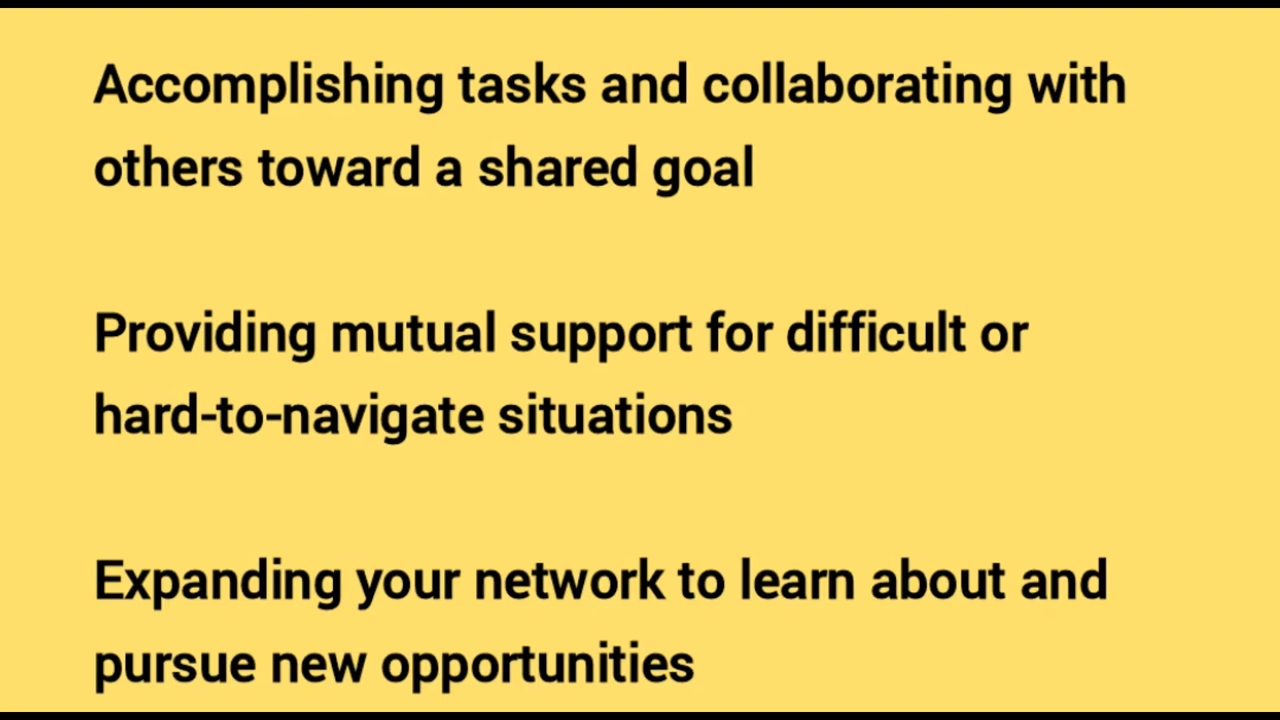 Accomplishing tasks and collaborating with
others toward a shared goal
Providing mutual support for difficult or
hard-to-navigate situations
Expanding your network to learn about and
pursue new opportunities